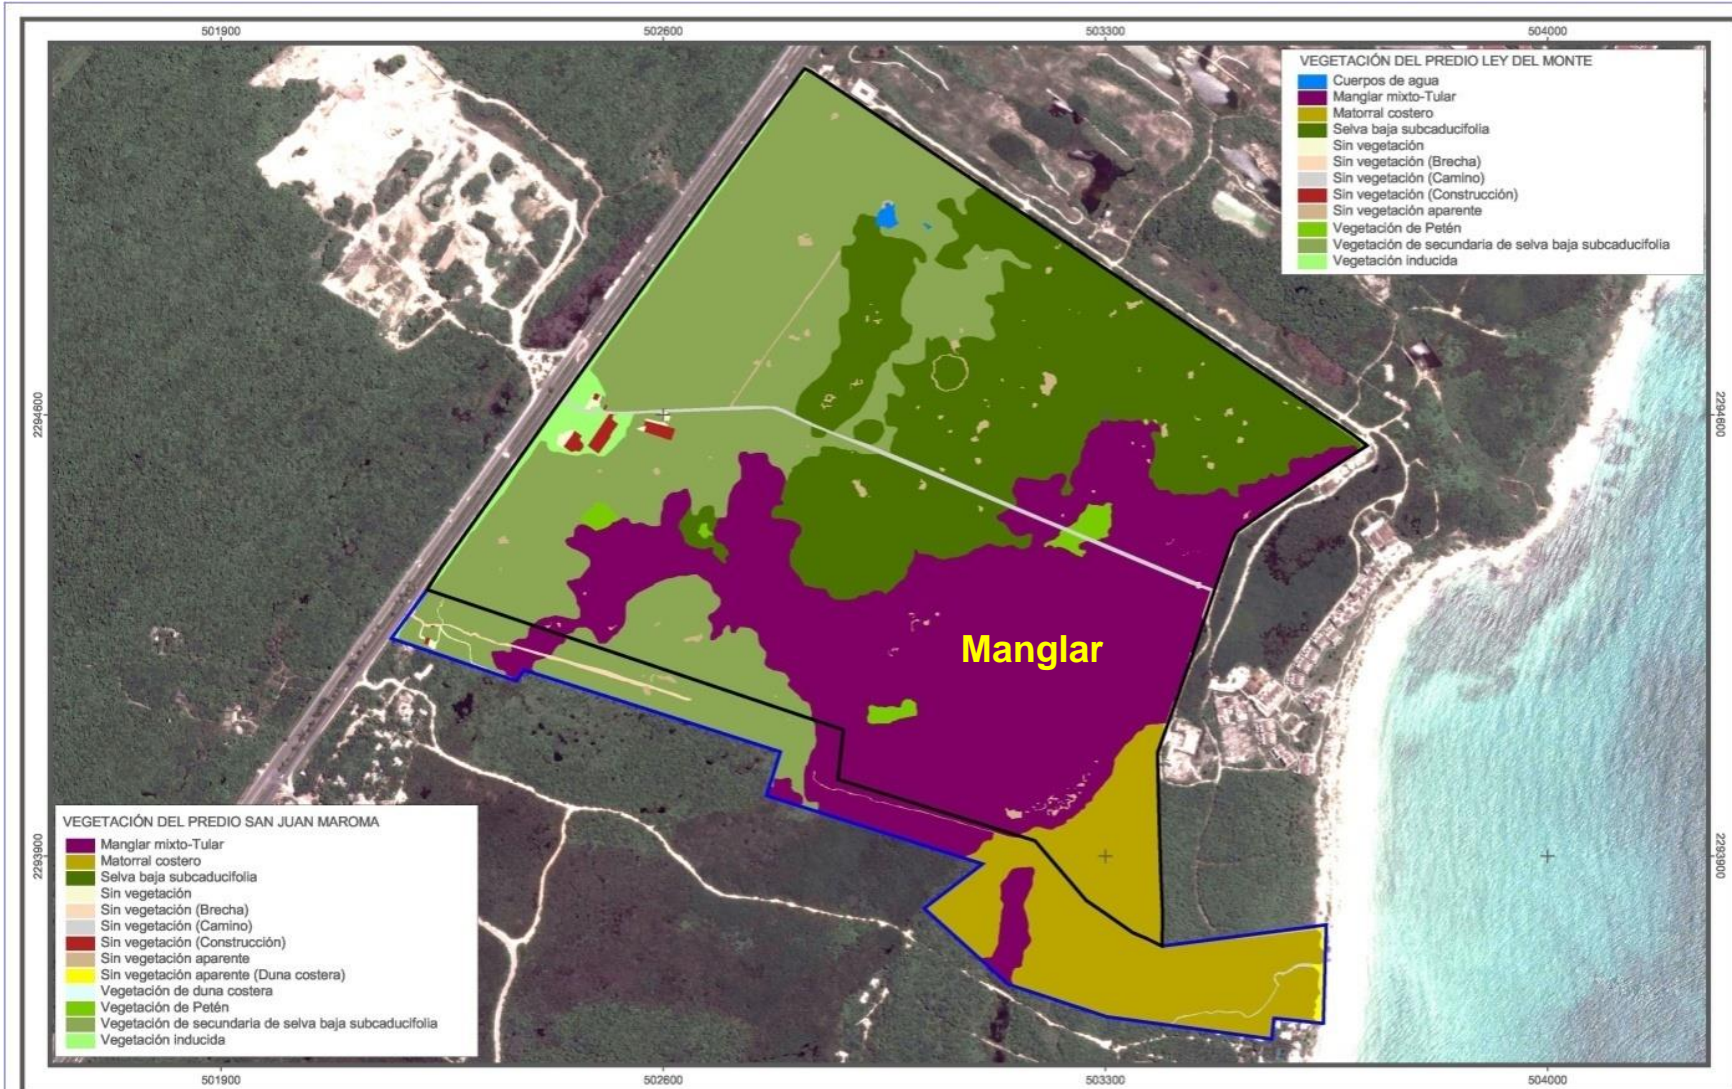 501900 502600 503300 504000
VEGETACIÓN DEL PREDIO LEY DEL MONTE
Cuerpos de agua
Manglar mixto-Tular
Matorral costero
Selva baja subcaducifolia
Sin vegetación
Sin vegetación (Brecha)
Sin vegetación (Camino)
Sin vegetación (Construcción)
Sin vegetación aparente
Vegetación de Petén
Vegetación de secundaria de selva baja subcaducifolia
Vegetación inducida
2294600
2294600
Manglar
VEGETACIÓN DEL PREDIO SAN JUAN MAROMA
Manglar mixto-Tular
Matorral costero
Selva baja subcaducifolia
Sin vegetación
Sin vegetación (Brecha)
Sin vegetación (Camino)
Sin vegetación (Construcción)
Sin vegetación aparente
Sin vegetación aparente (Duna costera)
Vegetación de duna costera
Vegetación de Petén
Vegetación de secundaria de selva baja subcaducifolia
Vegetación inducida
2293900
2293900
501900 502600 503300 504000